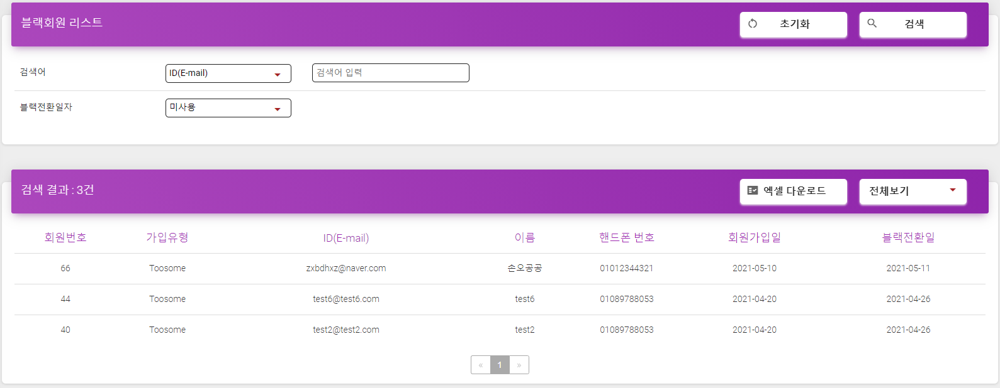 블랙회원 리스트 초기화 검색
검색어 ID(E-mail) 검색어 입력
블랙전환일자 미사용
검색 결과 : 3건 엑셀 다운로드 전체보기
회원번호 가입유형 ID(E-mail) 이름 핸드폰 번호 회원가입일 블랙전환일
66 Toosome zxbdhxz@naver.com 손오공공 01012344321 2021-05-10 2021-05-11
44 Toosome test6@test6.com test6 01089788053 2021-04-20 2021-04-26
40 Toosome test2@test2.com test2 01089788053 2021-04-20 2021-04-26
« 1 »